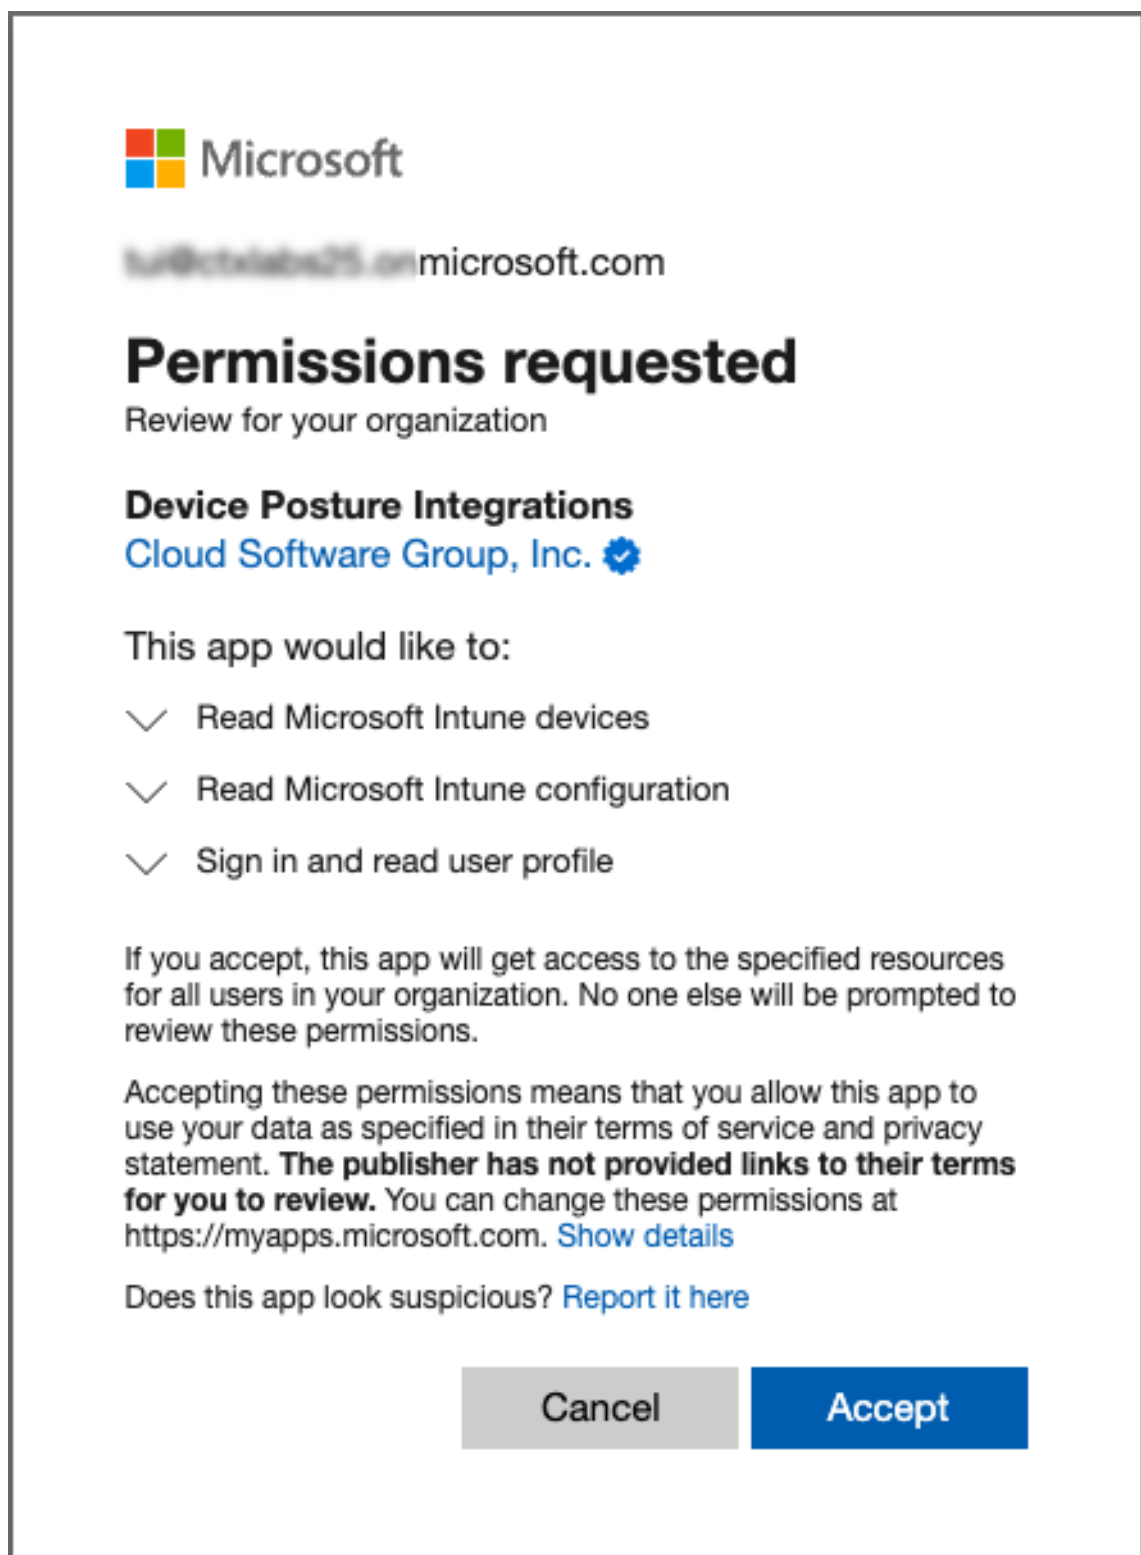 Microsoft
microsoft.com
Permissions requested
Review for your organization
Device Posture Integrations
Cloud Software Group, Inc.
This app would like to:
Read Microsoft Intune devices
Read Microsoft Intune configuration
Sign in and read user profile
If you accept, this app will get access to the specified resources
for all users in your organization. No one else will be prompted to
review these permissions.
Accepting these permissions means that you allow this app to
use your data as specified in their terms of service and privacy
statement. The publisher has not provided links to their terms
for you to review. You can change these permissions at
https://myapps.microsoft.com. Show details
Does this app look suspicious? Report it here
Cancel
Accept